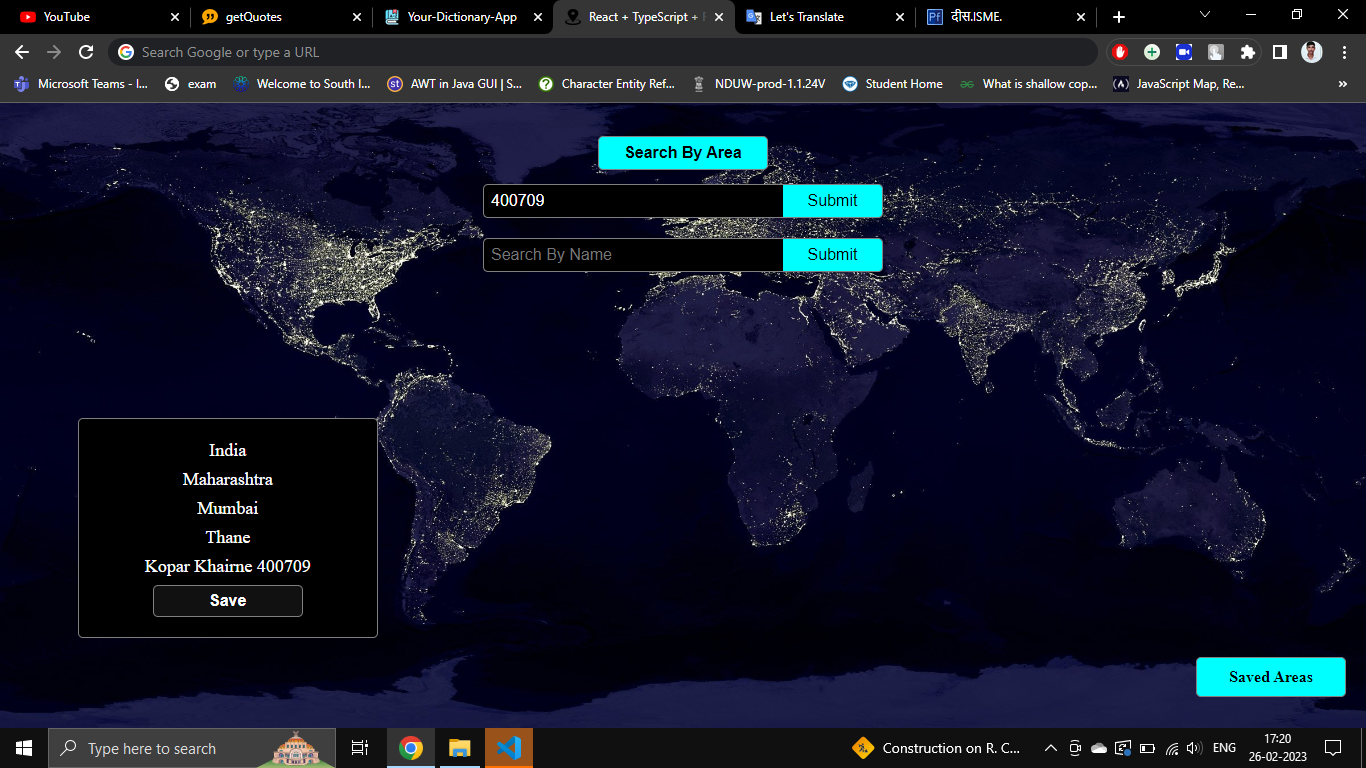 YouTube
getQuotes
Your-Dictionary-App
React + TypeScript +
Let's Translate
Pf दीस.ISME.
Search Google or type a URL
Microsoft Teams - I...
exam
Welcome to South I...
st AWT in Java GUI | S...
Character Entity Ref...
NDUW-prod-1.1.24V
Student Home
What is shallow cop...
JavaScript Map, Re...
Search By Area
400709 Submit
Search By Name Submit
India
Maharashtra
Mumbai
Thane
Kopar Khairne 400709
Save
Saved Areas
Type here to search
Construction on R. C...
ENG
17:20
26-02-2023